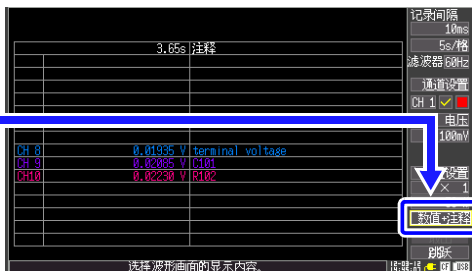 记录间隔
10ms
5s/格
滤波器 60Hz
通道设置
CH 1
电压
100mV
3.65s 注释
CH 8 0.01935 V terminal voltage
CH 9 0.02085 V C101
CH10 0.02230 V R102
设置
× 1
数值+注释
跳跃
选择波形画面的显示内容。
CF USB